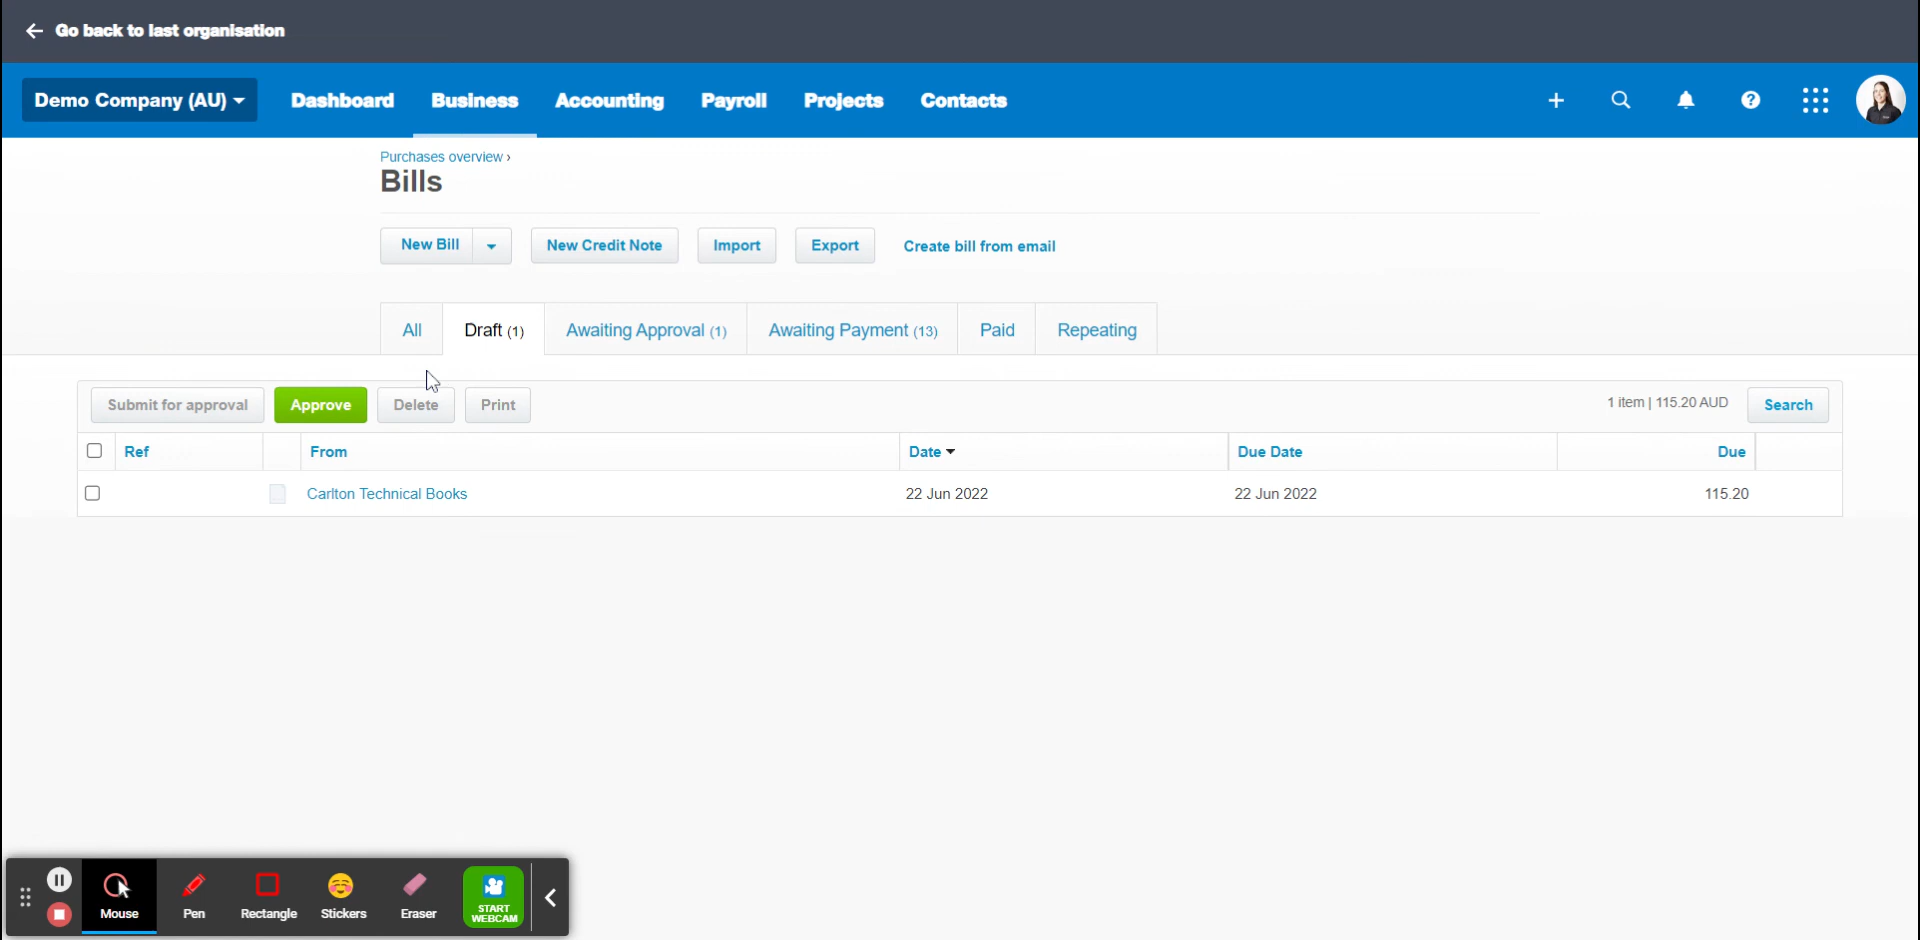 Go back to last organisation
Demo Company (AU) Dashboard Business Accounting Payroll Projects Contacts
Purchases overview ›
Bills
New Bill New Credit Note Import Export Create bill from email
All Draft (1) Awaiting Approval (1) Awaiting Payment (13) Paid Repeating
Submit for approval Approve Delete Print 1 item | 115.20 AUD Search
Ref From Date Due Date Due
Carlton Technical Books 22 Jun 2022 22 Jun 2022 115.20
Mouse Pen Rectangle Stickers Eraser START
WEBCAM